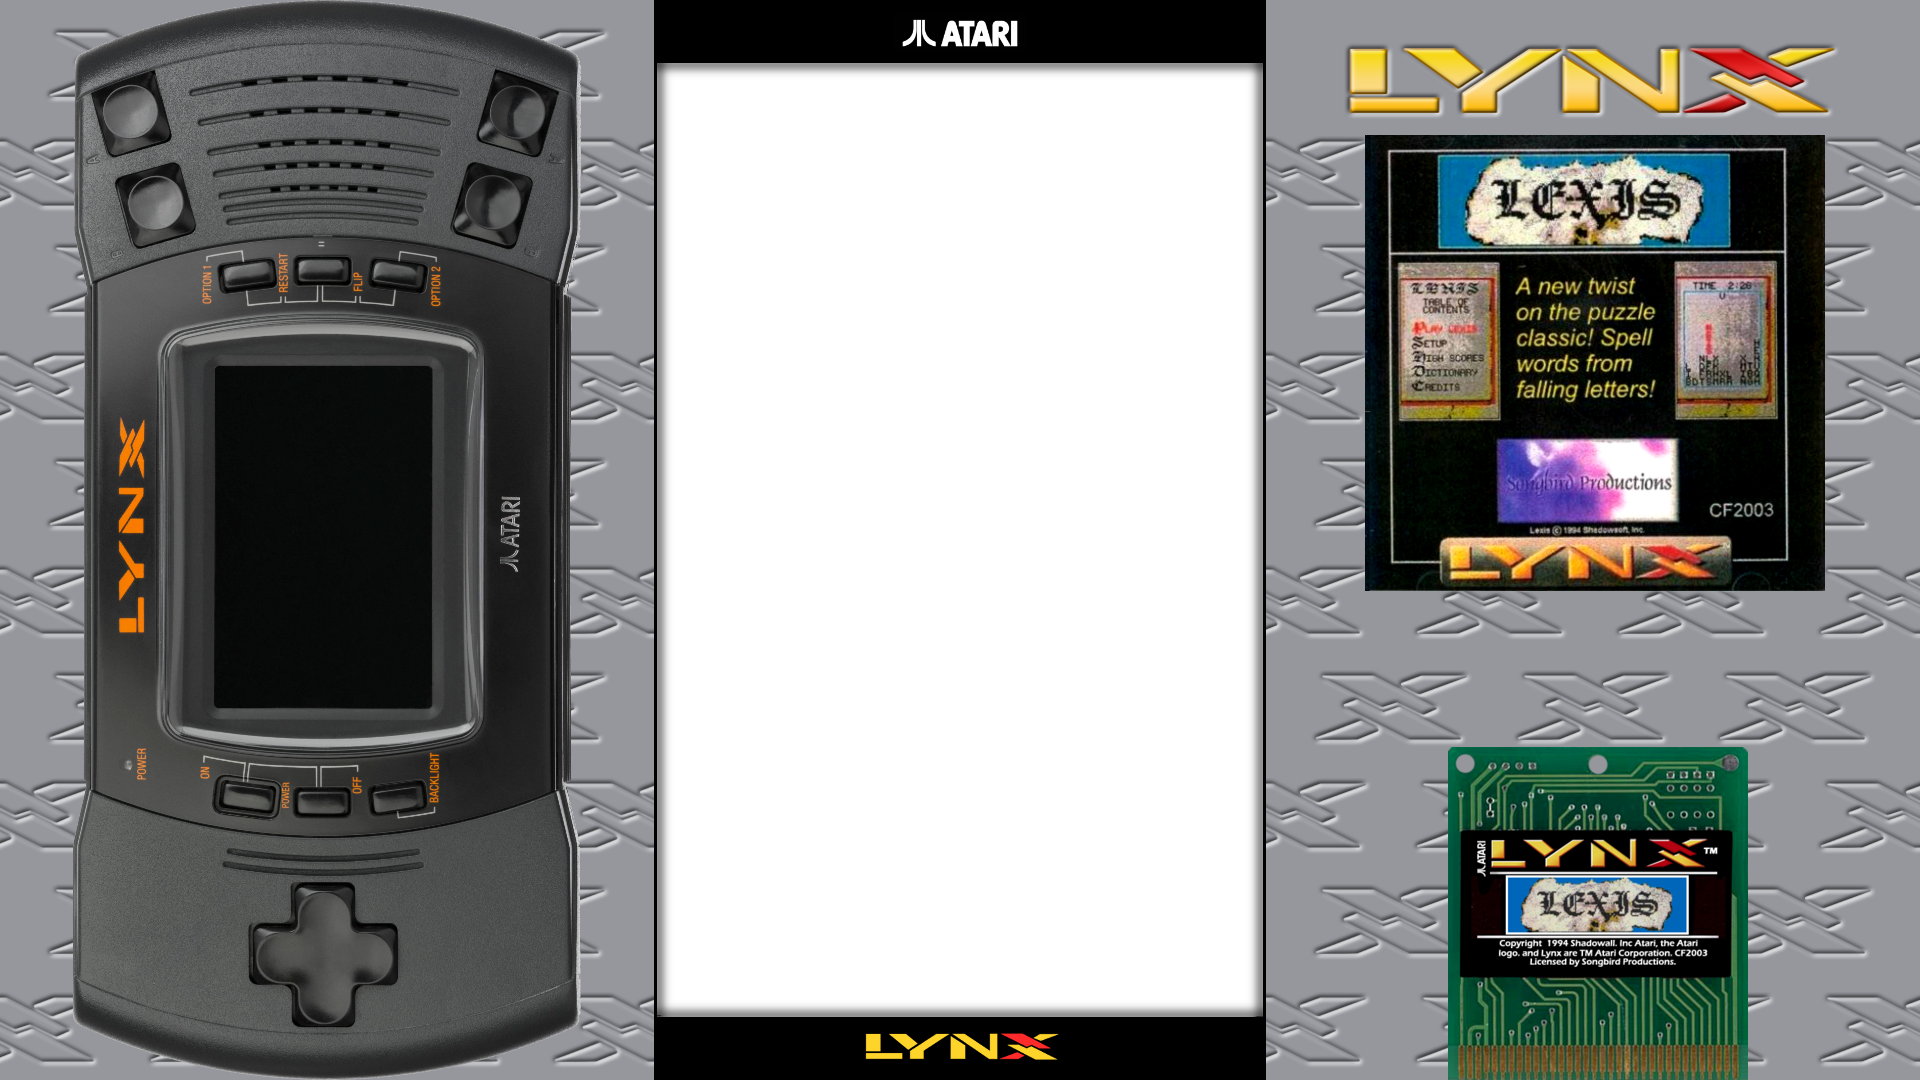 OPTION 1
RESTART
FLIP
OPTION 2
LYNX
ATARI
POWER
ON
POWER
OFF
BACKLIGHT
ATARI
LYNX
LYNX
LEXIS
LEXIS
TABLE OF
CONTENTS
PLAY LEXIS
SETUP
HIGH SCORES
DICTIONARY
CREDITS
A new twist
on the puzzle
classic! Spell
words from
falling letters!
TIME 2:28
Songbird Productions
CF2003
Lexis © 1994 Shadowsoft, Inc.
LYNX
ATARI
LYNX™
LEXIS
Copyright 1994 Shadowall. Inc Atari, the Atari
logo. and Lynx are TM Atari Corporation. CF2003
Licensed by Songbird Productions.